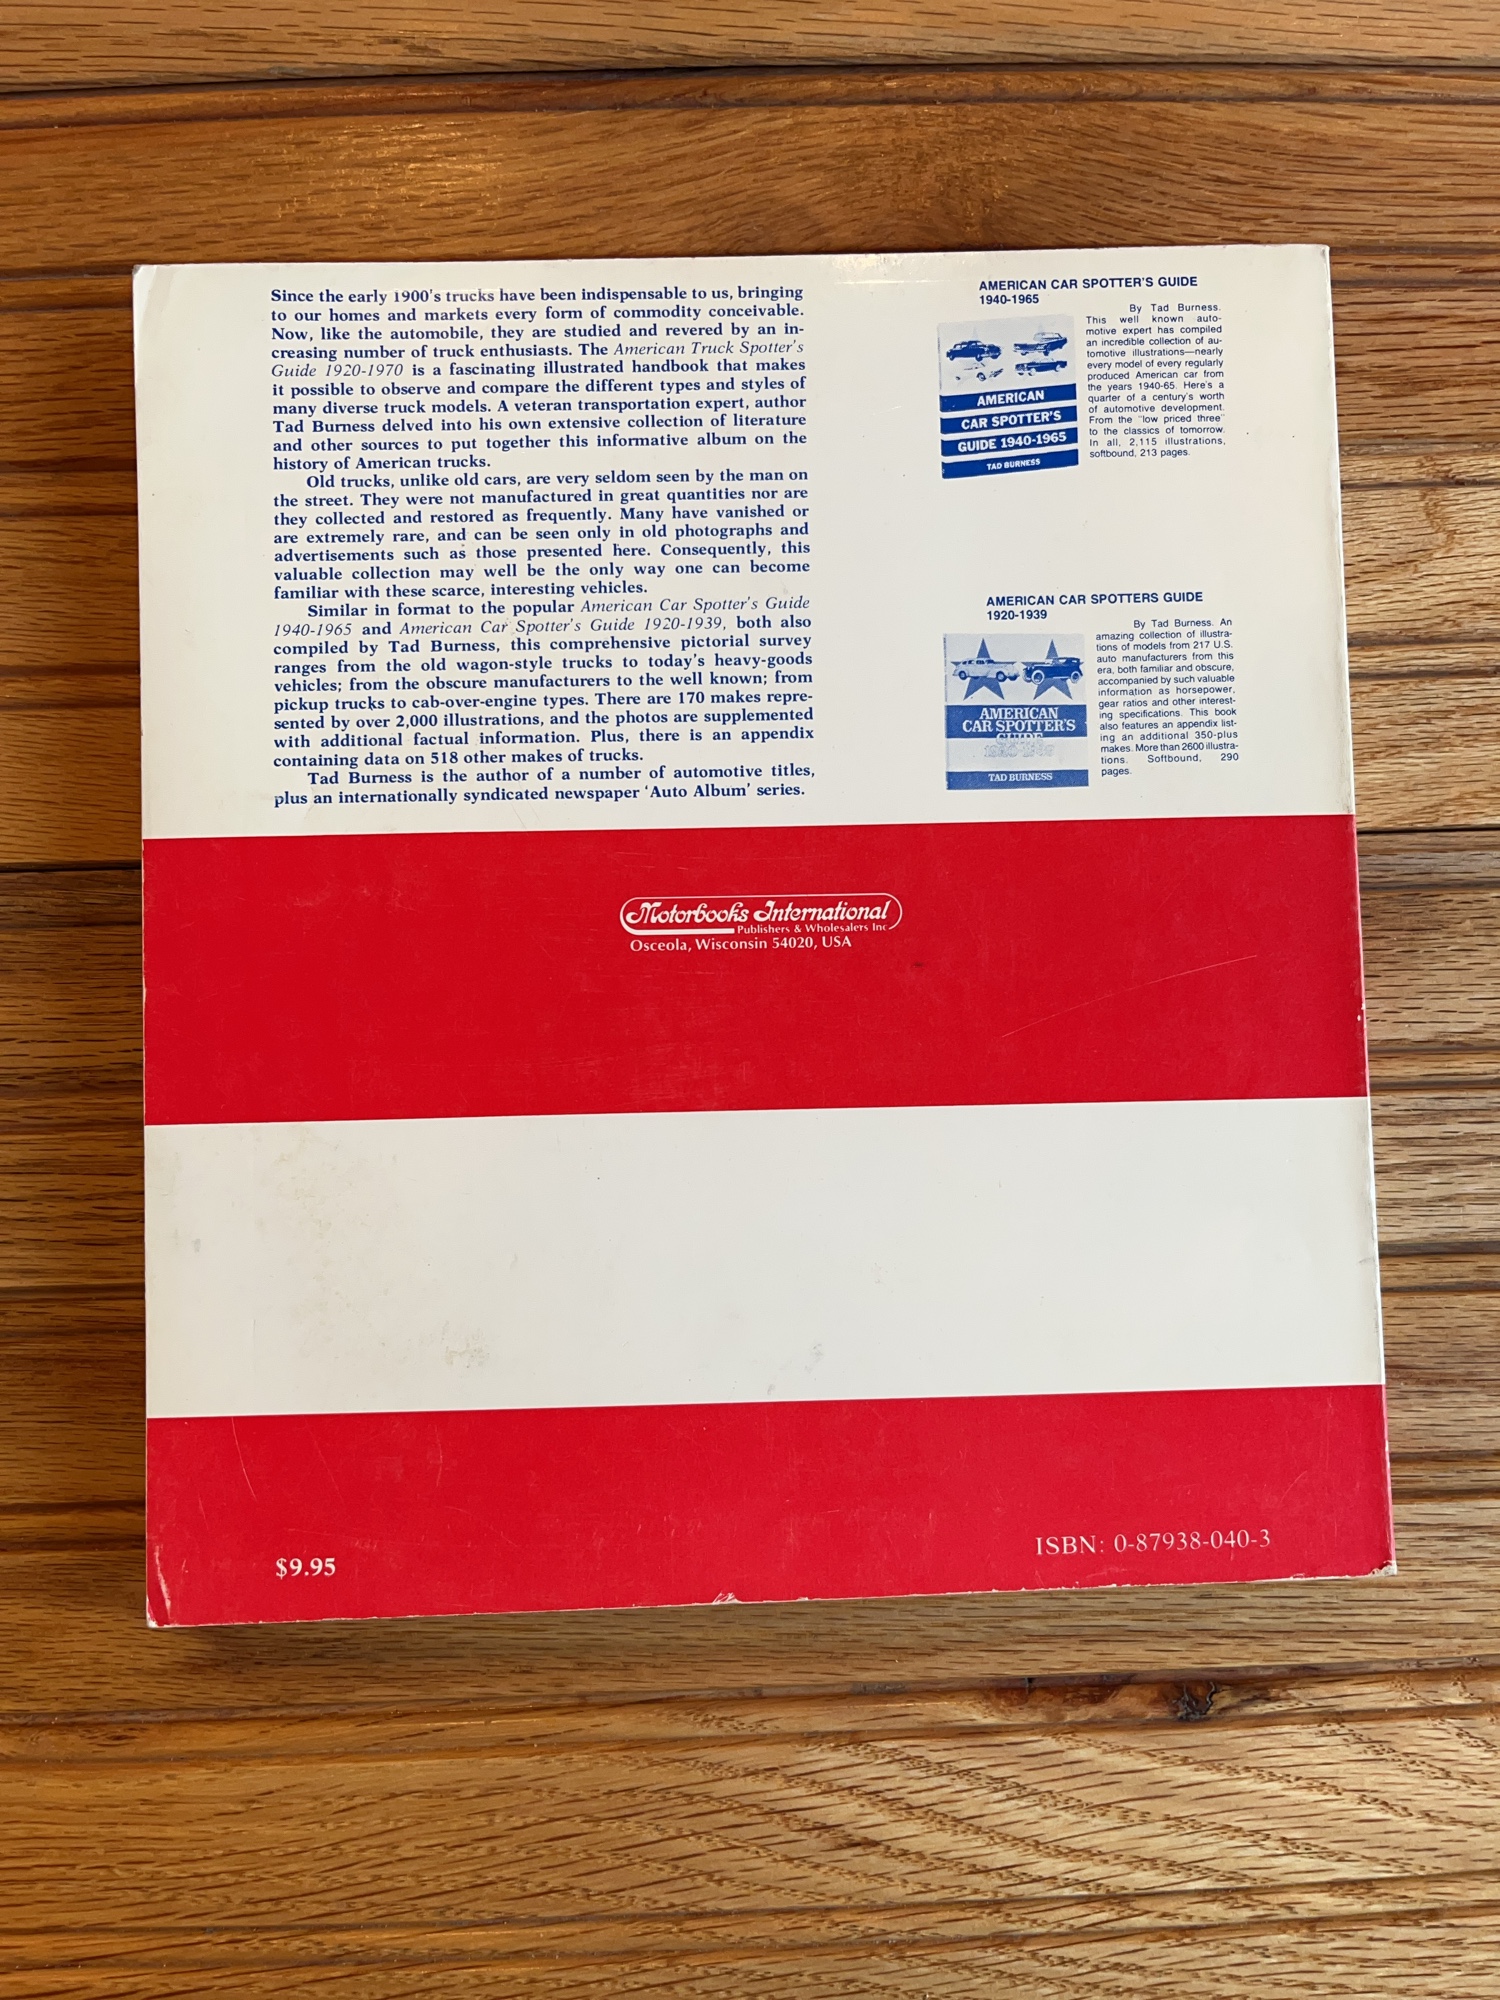 Since the early 1900's trucks have been indispensable to us, bringing
to our homes and markets every form of commodity conceivable.
Now, like the automobile, they are studied and revered by an in-
creasing number of truck enthusiasts. The American Truck Spotter's
Guide 1920-1970 is a fascinating illustrated handbook that makes
it possible to observe and compare the different types and styles of
many diverse truck models. A veteran transportation expert, author
Tad Burness delved into his own extensive collection of literature
and other sources to put together this informative album on the
history of American trucks.
Old trucks, unlike old cars, are very seldom seen by the man on
the street. They were not manufactured in great quantities nor are
they collected and restored as frequently. Many have vanished or
are extremely rare, and can be seen only in old photographs and
advertisements such as those presented here. Consequently, this
valuable collection may well be the only way one can become
familiar with these scarce, interesting vehicles.
Similar in format to the popular American Car Spotter's Guide
1940-1965 and American Car Spotter's Guide 1920-1939, both also
compiled by Tad Burness, this comprehensive pictorial survey
ranges from the old wagon-style trucks to today's heavy-goods
vehicles; from the obscure manufacturers to the well known; from
pickup trucks to cab-over-engine types. There are 170 makes repre-
sented by over 2,000 illustrations, and the photos are supplemented
with additional factual information. Plus, there is an appendix
containing data on 518 other makes of trucks.
Tad Burness is the author of a number of automotive titles,
plus an internationally syndicated newspaper 'Auto Album' series.
AMERICAN CAR SPOTTER'S GUIDE
1940-1965
By Tad Burness.
This well known auto-
motive expert has compiled
an incredible collection of au-
tomotive illustrations—nearly
every model of every regularly
produced American car from
the years 1940-65. Here's a
quarter of a century's worth
of automotive development.
From the "low priced three"
to the classics of tomorrow.
In all, 2,115 illustrations,
softbound, 213 pages.
AMERICAN
CAR SPOTTER'S
GUIDE 1940-1965
TAD BURNESS
AMERICAN CAR SPOTTERS GUIDE
1920-1939
By Tad Burness. An
amazing collection of illustra-
tions of models from 217 U.S.
auto manufacturers from this
era, both familiar and obscure,
accompanied by such valuable
information as horsepower,
gear ratios and other interest-
ing specifications. This book
also features an appendix list-
ing an additional 350-plus
makes. More than 2600 illustra-
tions. Softbound, 290
pages.
AMERICAN
CAR SPOTTER'S
GUIDE
TAD BURNESS
Motorbooks International
Publishers & Wholesalers Inc
Osceola, Wisconsin 54020, USA
$9.95
ISBN: 0-87938-040-3